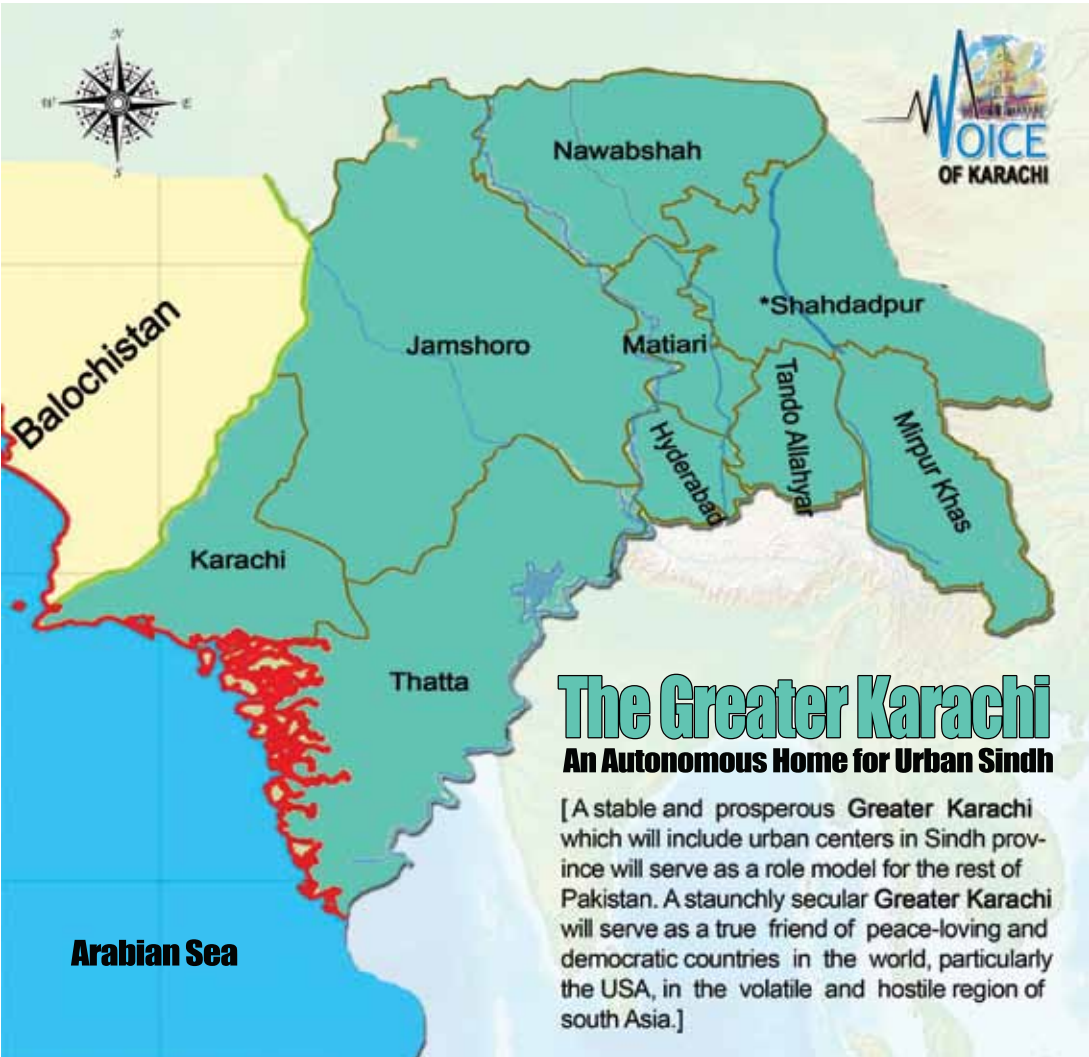 N
W
E
S
VOICE
OF KARACHI
Nawabshah
*Shahdadpur
Balochistan
Jamshoro
Matiari
Tando Allahyar
Hyderabad
Mirpur Khas
Karachi
Thatta
The Greater Karachi
An Autonomous Home for Urban Sindh
[A stable and prosperous Greater Karachi
which will include urban centers in Sindh prov-
ince will serve as a role model for the rest of
Pakistan. A staunchly secular Greater Karachi
will serve as a true friend of peace-loving and
democratic countries in the world, particularly
the USA, in the volatile and hostile region of
south Asia.]
Arabian Sea